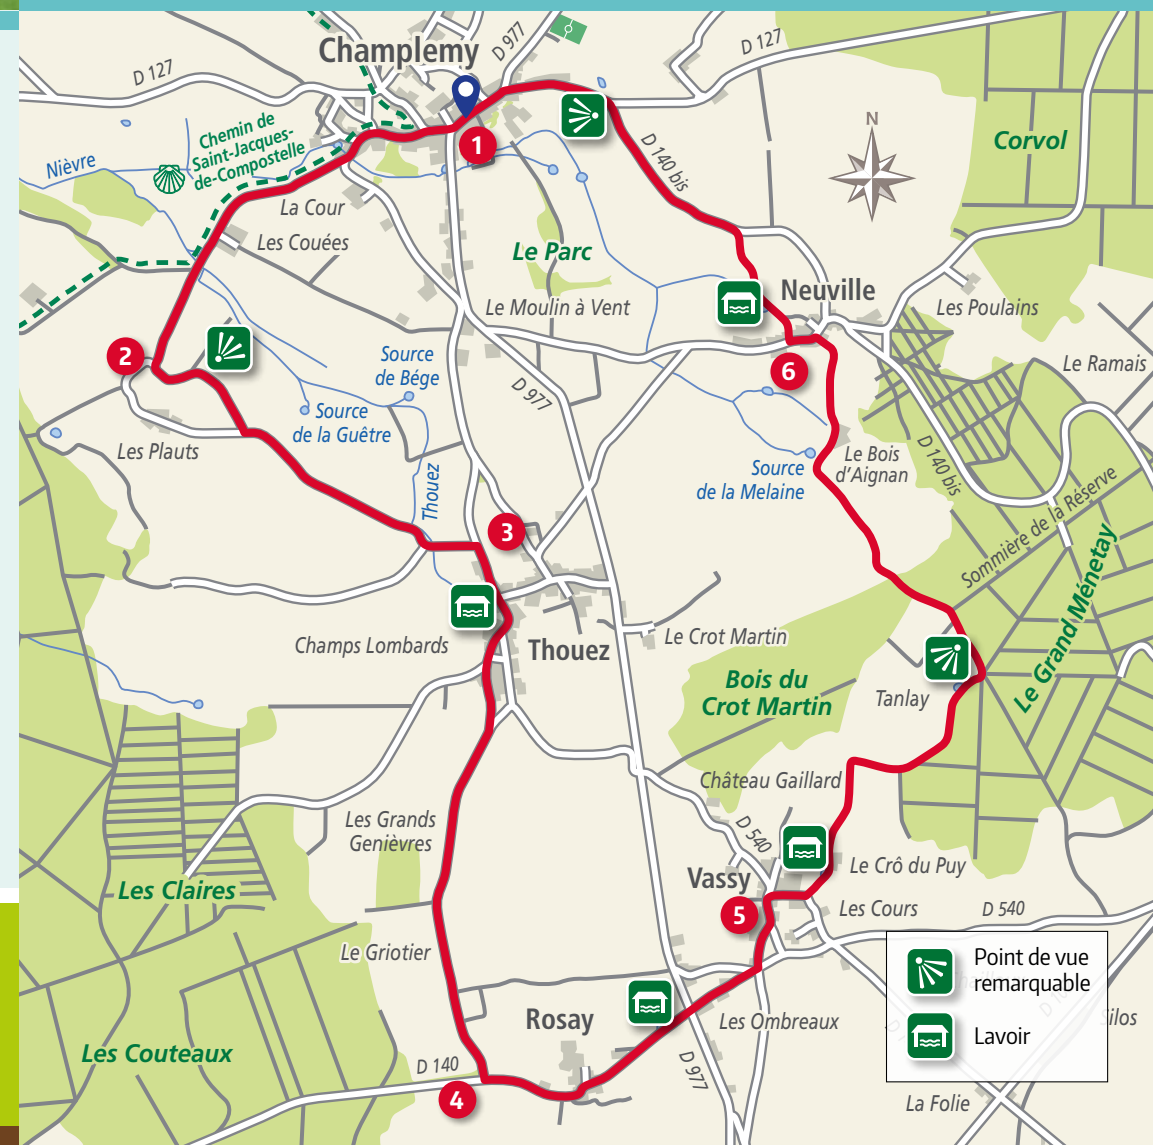 D 977
Champlemy
D 127
D 127
N
Corvol
Chemin de
Saint-Jacques-
de-Compostelle
Nièvre
1
D 140 bis
La Cour
Les Couées
Le Parc
Neuville
Le Moulin à Vent
Les Poulains
2
Source
de Bége
6
Le Ramais
D 977
Source
de la Guêtre
Les Plauts
Le Bois
d'Aignan
D 140 bis
Source
de la Melaine
Thouez
Sommière de la Réserve
3
Le Grand Ménetay
Champs Lombards
Thouez
Le Crot Martin
Bois du
Crot Martin
Tanlay
Château Gaillard
Les Grands
Genièvres
D 540
Les Claires
Vassy
Le Crô du Puy
5
Les Cours
D 540
Le Griotier
Point de vue
remarquable
Rosay
Les Ombreaux
Lavoir
Silos
Les Couteaux
D 140
D 977
4
La Folie